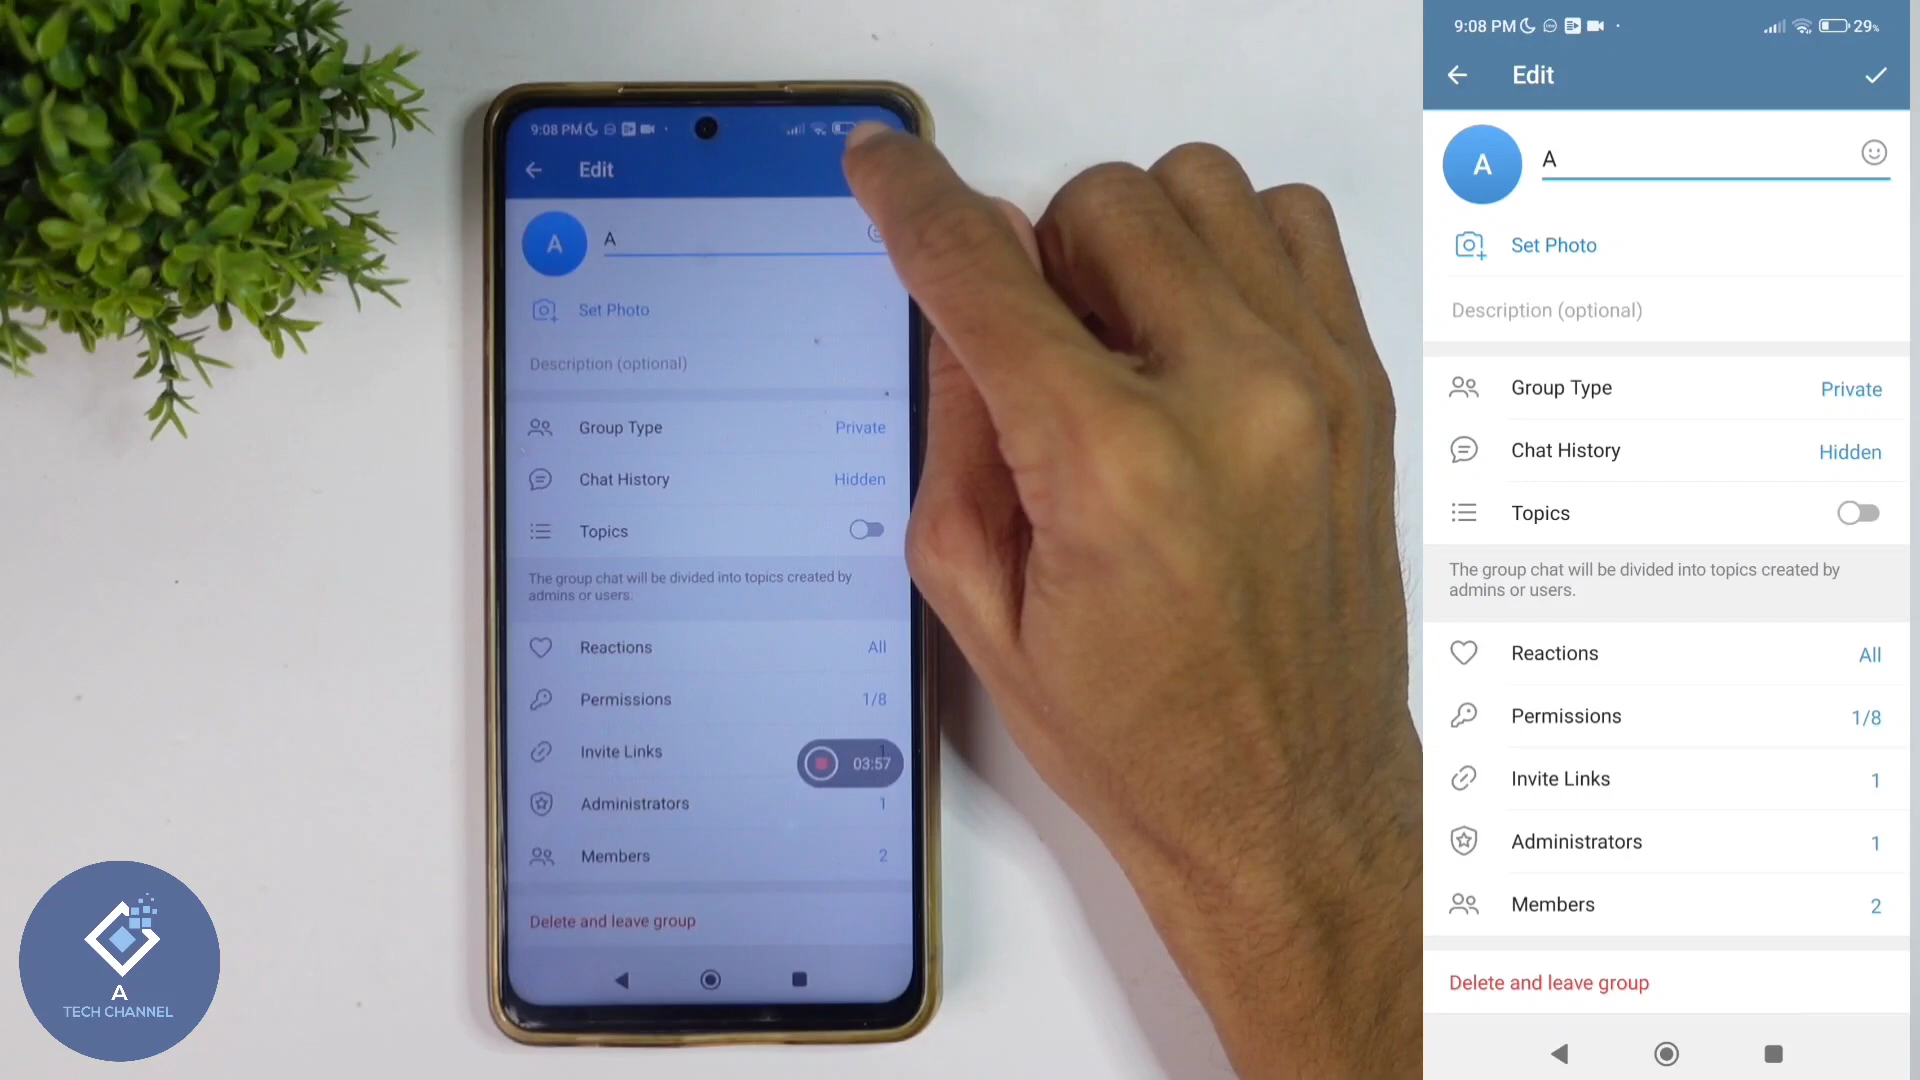 9:08 PM
Edit
A
A
Set Photo
Description (optional)
Group Type
Private
Chat History
Hidden
Topics
The group chat will be divided into topics created by
admins or users.
Reactions
All
Permissions
1/8
Invite Links
1
03:57
Administrators
1
Members
2
Delete and leave group
A
TECH CHANNEL
9:08 PM
29%
Edit
A
A
Set Photo
Description (optional)
Group Type
Private
Chat History
Hidden
Topics
The group chat will be divided into topics created by
admins or users.
Reactions
All
Permissions
1/8
Invite Links
1
Administrators
1
Members
2
Delete and leave group